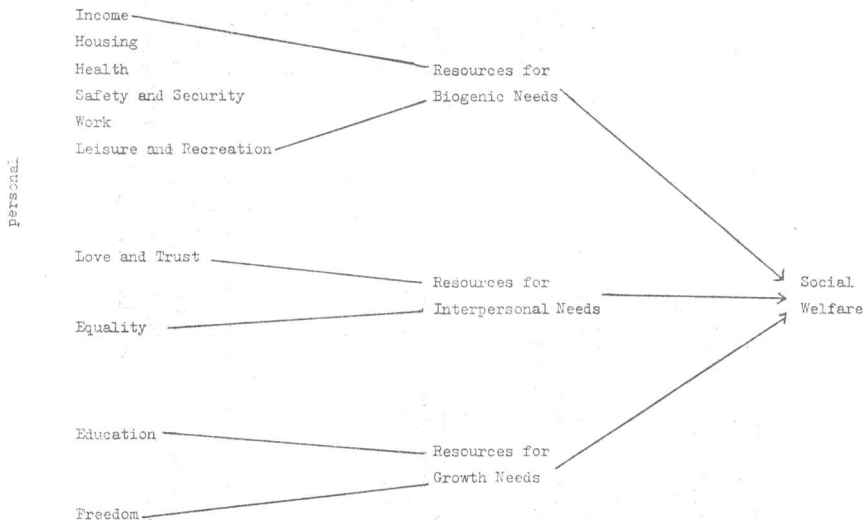 personal
Income
Housing
Health
Safety and Security
Work
Leisure and Recreation
Resources for
Biogenic Needs
Love and Trust
Equality
Resources for
Interpersonal Needs
Education
Freedom
Resources for
Growth Needs
Social
Welfare